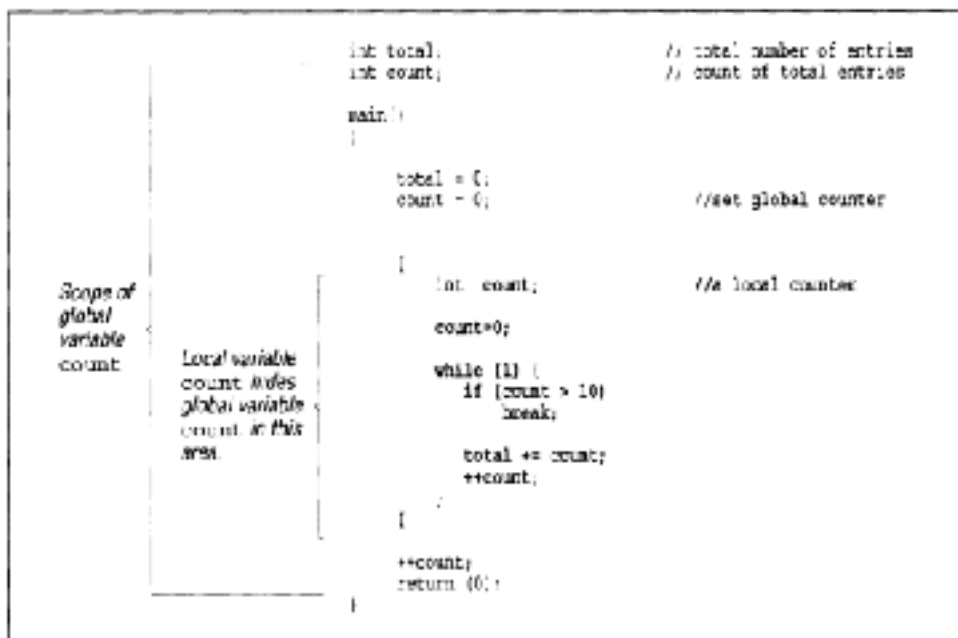 int total; // total number of entries
int count; // count of total entries
main()
{
total = 0;
count = 0; //set global counter
{
int count; //a local counter
count=0;
while (1) {
if (count > 10)
break;
total += count;
++count;
}
++count;
return (0);
}
Scope of
global
variable
count
Local variable
count hides
global variable
count in this
area.